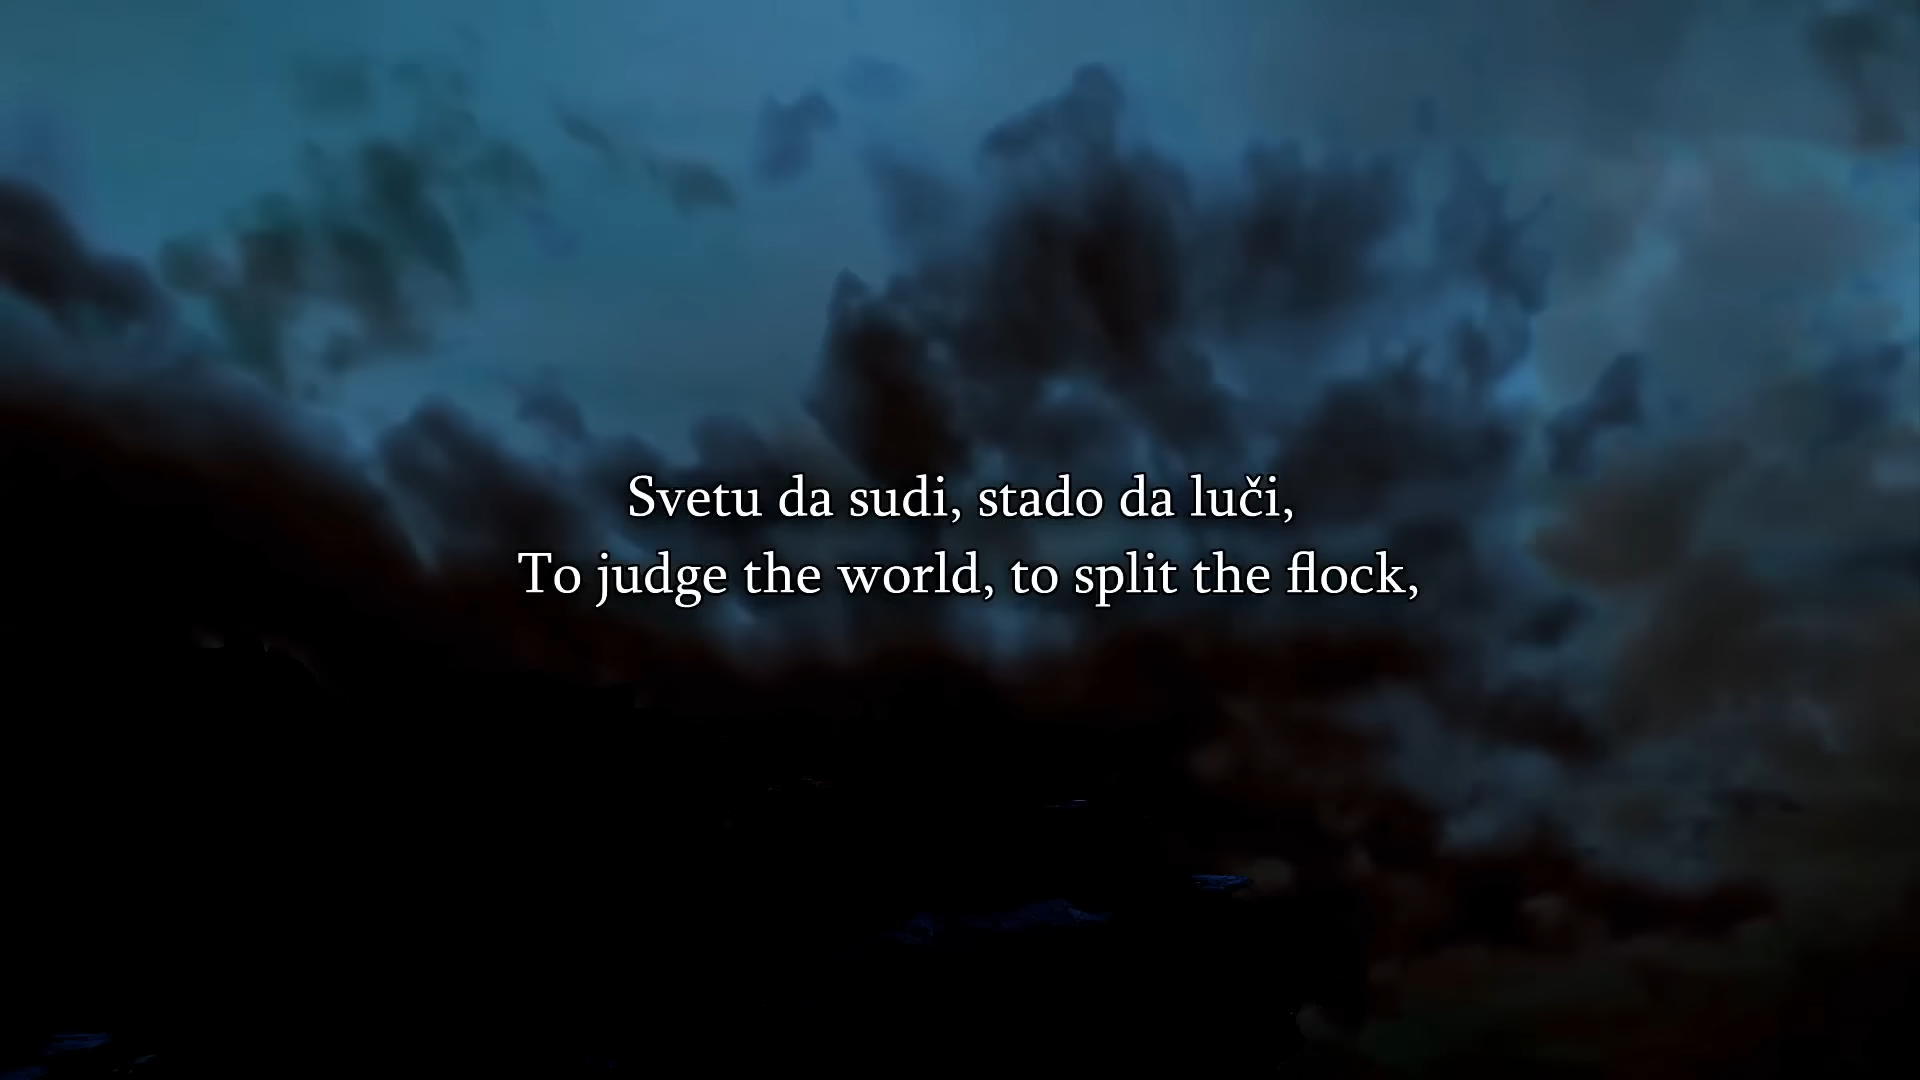 Svetu da sudi, stado da luči,
To judge the world, to split the flock,